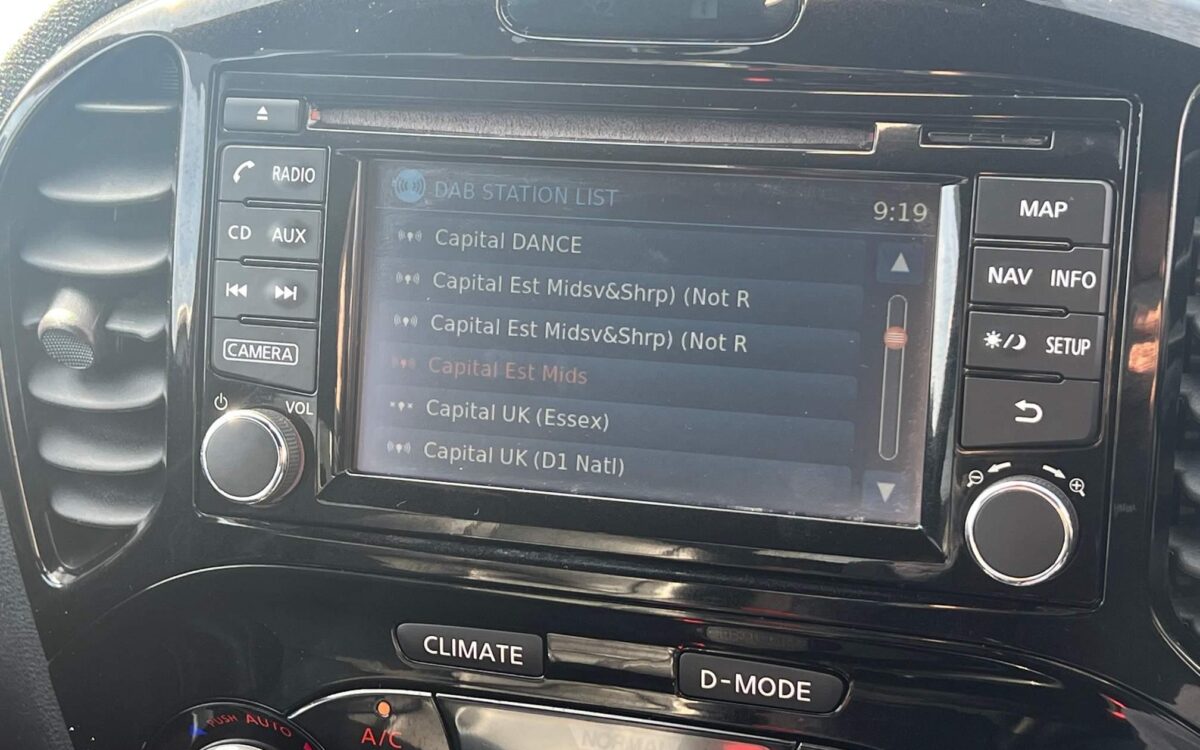 RADIO
CD AUX
CAMERA
VOL
DAB STATION LIST
9:19
Capital DANCE
Capital Est Midsv&Shrp) (Not R
Capital Est Midsv&Shrp) (Not R
Capital Est Mids
Capital UK (Essex)
Capital UK (D1 Natl)
MAP
NAV INFO
SETUP
CLIMATE
D-MODE
PUSH AUTO
A/C
NORMAL